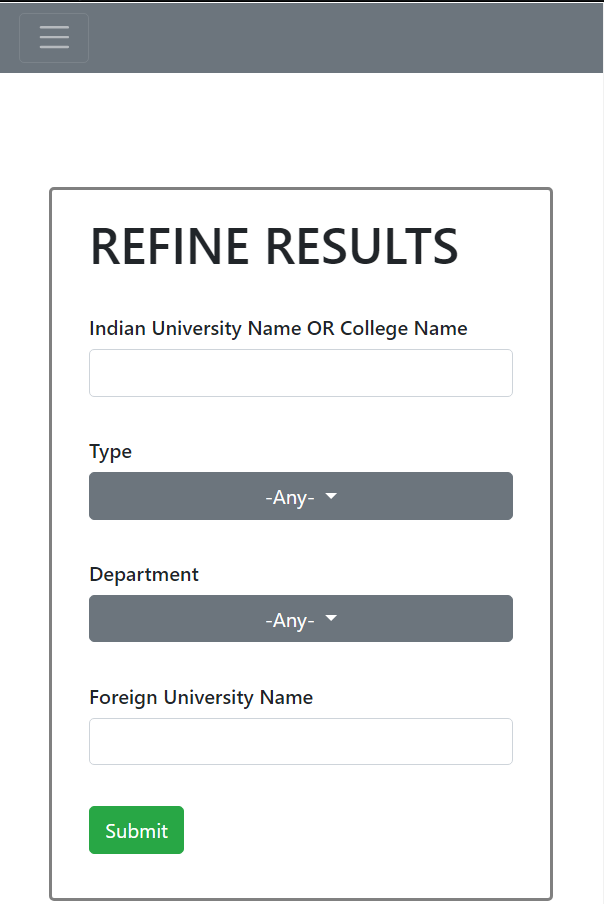 REFINE RESULTS
Indian University Name OR College Name
Type
-Any-
Department
-Any-
Foreign University Name
Submit